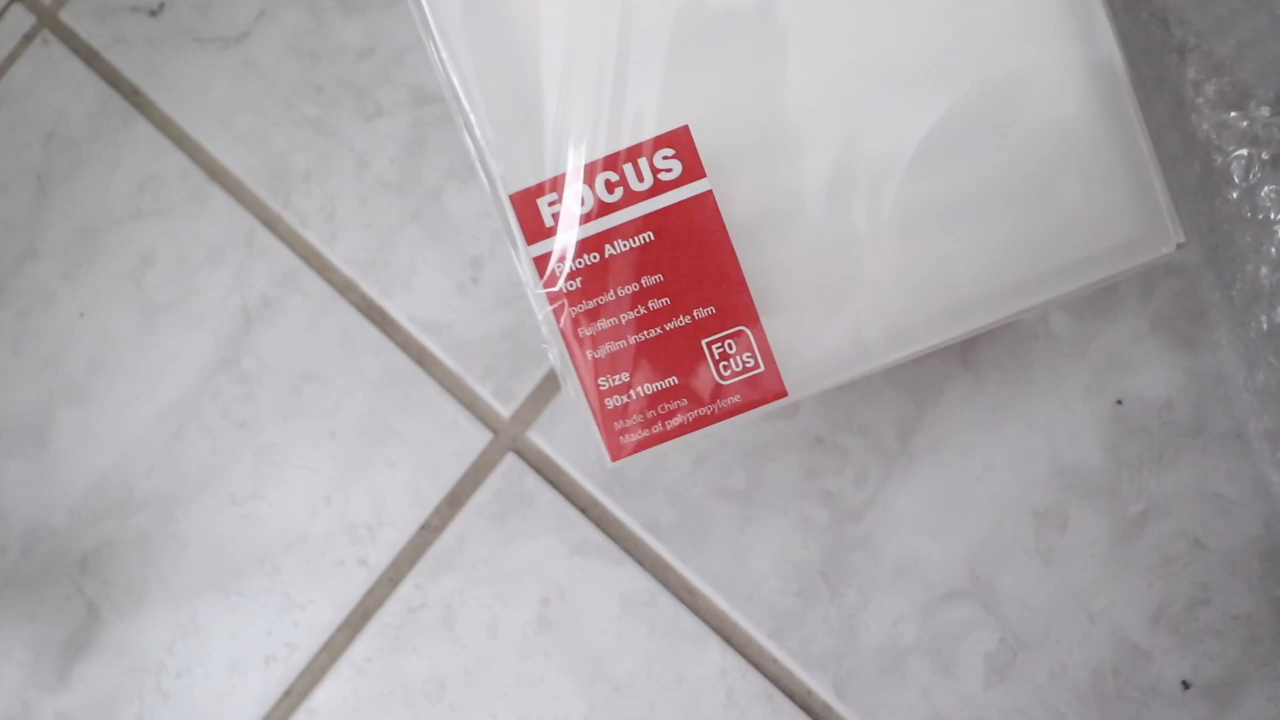 FOCUS
Photo Album
for
polaroid 600 film
Fujifilm pack film
Fujifilm instax wide film
Size
90x110mm
FO
CUS
Made in China
Made of polypropylene